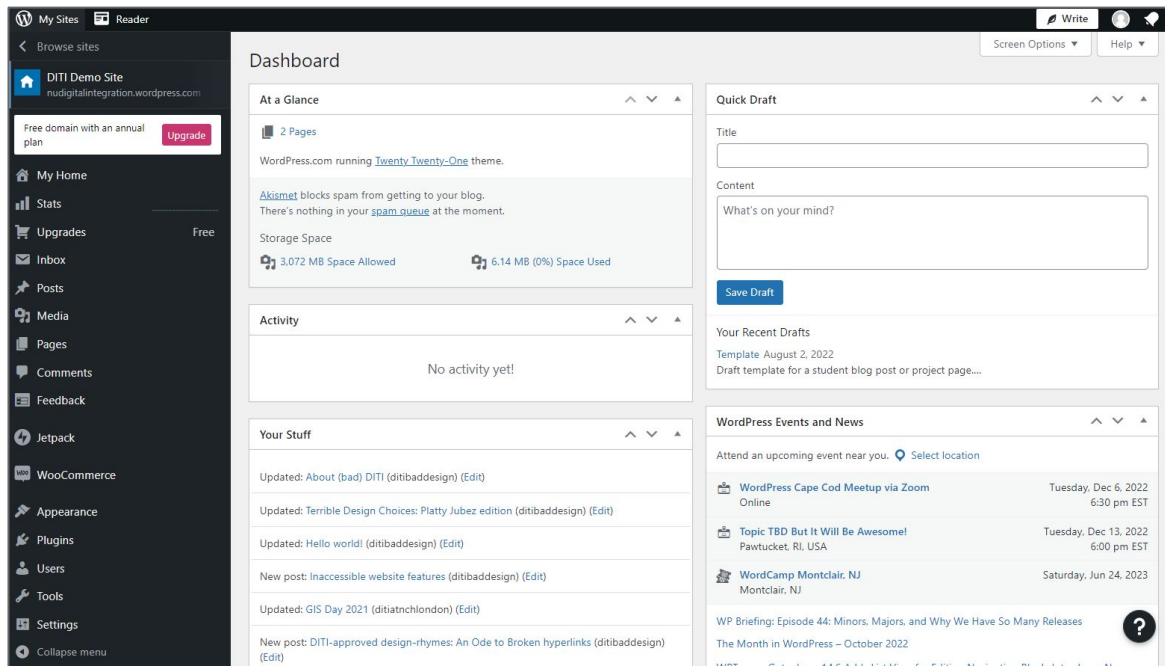 My Sites Reader Write
Browse sites
DITI Demo Site
nudigitalintegration.wordpress.com
Free domain with an annual
plan
Upgrade
My Home
Stats
Upgrades Free
Inbox
Posts
Media
Pages
Comments
Feedback
Jetpack
WooCommerce
Appearance
Plugins
Users
Tools
Settings
Collapse menu
Screen Options ▼ Help ▼
Dashboard
At a Glance
2 Pages
WordPress.com running Twenty Twenty-One theme.
Akismet blocks spam from getting to your blog.
There's nothing in your spam queue at the moment.
Storage Space
3,072 MB Space Allowed 6.14 MB (0%) Space Used
Activity
No activity yet!
Your Stuff
Updated: About (bad) DITI (ditibaddesign) (Edit)
Updated: Terrible Design Choices: Platty Jubez edition (ditibaddesign) (Edit)
Updated: Hello world! (ditibaddesign) (Edit)
New post: Inaccessible website features (ditibaddesign) (Edit)
Updated: GIS Day 2021 (ditiatnchlondon) (Edit)
New post: DITI-approved design-rhymes: An Ode to Broken hyperlinks (ditibaddesign)
(Edit)
Quick Draft
Title
Content
What's on your mind?
Save Draft
Your Recent Drafts
Template August 2, 2022
Draft template for a student blog post or project page....
WordPress Events and News
Attend an upcoming event near you. Select location
WordPress Cape Cod Meetup via Zoom Tuesday, Dec 6, 2022
Online 6:30 pm EST
Topic TBD But It Will Be Awesome! Tuesday, Dec 13, 2022
Pawtucket, RI, USA 6:00 pm EST
WordCamp Montclair, NJ Saturday, Jun 24, 2023
Montclair, NJ
WP Briefing: Episode 44: Minors, Majors, and Why We Have So Many Releases
The Month in WordPress – October 2022
?